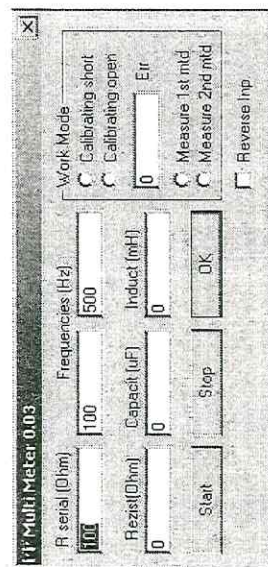 Multi Meter 0.03
R serial (Ohm)
Frequencies (Hz)
100
100
500
Rezist(Ohm)
Capacit (uF)
Induct (mH)
0
0
0
Start
Stop
OK
Work Mode
Calibrating short
Calibrating open
Err
0
Measure 1st mtd
Measure 2nd mtd
Reverse Inp